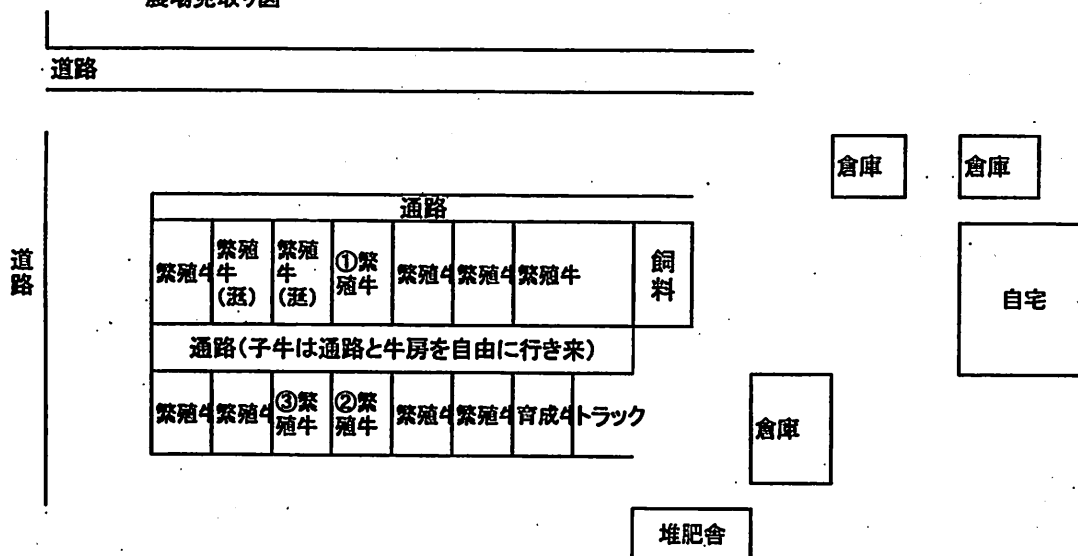 道路
道路
倉庫
倉庫
通路
繁殖牛
繁殖
牛
繁殖
牛
①繁
殖牛
繁殖牛
繁殖牛
繁殖牛
飼
料
自宅
通路(子牛は通路と牛房を自由に行き来)
繁殖牛
繁殖牛
③繁
殖牛
②繁
殖牛
繁殖牛
繁殖牛
育成牛
トラック
倉庫
堆肥舎